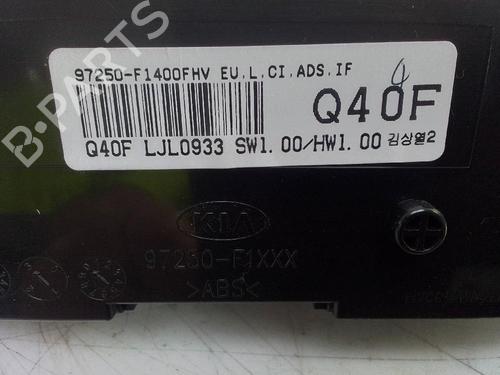 B-PARTS
97250-F1400FHV EU.L.CI.ADS.IF
4
Q40F
Q40F LJL0933 SW1.00/HW1.00 김상열2
KIA
97250-F1XXX
>ABS<